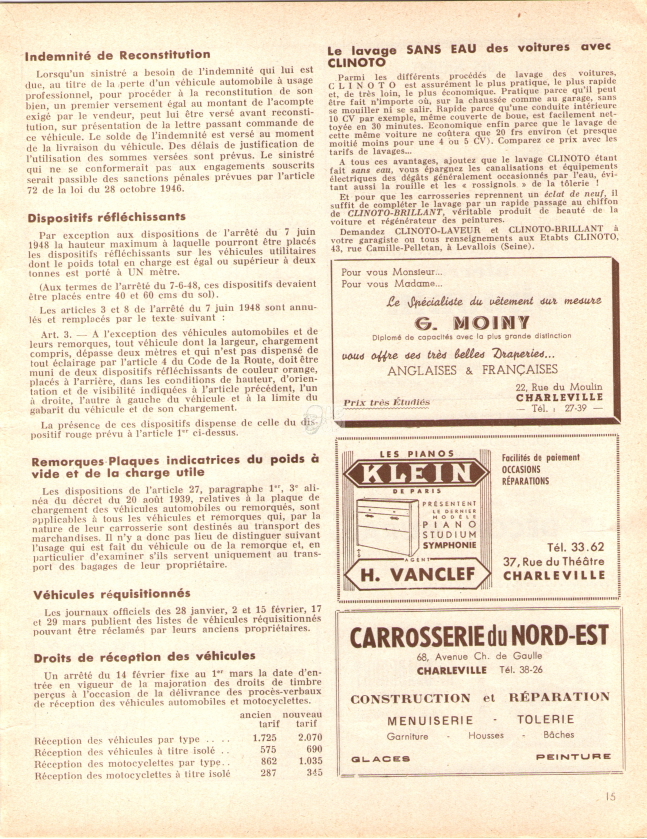 Indemnité de Reconstitution
Lorsqu'un sinistré a besoin de l'indemnité qui lui est
due, au titre de la perte d'un véhicule automobile à usage
professionnel, pour procéder à la reconstitution de son
bien, un premier versement égal au montant de l'acompte
exigé par le vendeur, peut lui être versé avant reconsti-
tution, sur présentation de la lettre passant commande de
ce véhicule. Le solde de l'indemnité est versé au moment
de la livraison du véhicule. Des délais de justification de
l'utilisation des sommes versées sont prévus. Le sinistré
qui ne se conformerait pas aux engagements souscrits
serait passible des sanctions pénales prévues par l'article
72 de la loi du 28 octobre 1946.
Dispositifs réfléchissants
Par exception aux dispositions de l'arrêté du 7 juin
1948 la hauteur maximum à laquelle pourront être placés
les dispositifs réfléchissants sur les véhicules utilitaires
dont le poids total en charge est égal ou supérieur à deux
tonnes est porté à UN mètre.
(Aux termes de l'arrêté du 7-6-48, ces dispositifs devaient
être placés entre 40 et 60 cms du sol).
Les articles 3 et 8 de l'arrêté du 7 juin 1948 sont annu-
lés et remplacés par le texte suivant :
Art. 3. — A l'exception des véhicules automobiles et de
leurs remorques, tout véhicule dont la largeur, chargement
compris, dépasse deux mètres et qui n'est pas dispensé de
tout éclairage par l'article 4 du Code de la Route, doit être
muni de deux dispositifs réfléchissants de couleur orange,
placés à l'arrière, dans les conditions de hauteur, d'orien-
tation et de visibilité indiquées à l'article précédent, l'un
à droite, l'autre à gauche du véhicule et à la limite du
gabarit du véhicule et de son chargement.
La présence de ces dispositifs dispense de celui du dis-
positif rouge prévu à l'article 1er ci-dessus.
Remorques-Plaques indicatrices du poids à
vide et de la charge utile
Les dispositions de l'article 27, paragraphe 1er, 3e ali-
néa du décret du 20 août 1939, relatives à la plaque de
chargement des véhicules automobiles ou remorqués, sont
applicables à tous les véhicules et remorques qui, par la
nature de leur carrosserie sont destinés au transport des
marchandises. Il n'y a donc pas lieu de distinguer suivant
l'usage qui est fait du véhicule ou de la remorque et, en
particulier d'examiner s'ils servent uniquement au trans-
port des bagages de leur propriétaire.
Véhicules réquisitionnés
Les journaux officels des 28 janvier, 2 et 15 février, 17
et 29 mars publient des listes de véhicules réquisitionnés
pouvant être réclamés par leurs anciens propriétaires.
Droits de réception des véhicules
Un arrêté du 14 février fixe au 1er mars la date d'en-
trée en vigueur de la majoration des droits de timbre
perçus à l'occasion de la délivrance des procès-verbaux
de réception des véhicules automobiles et motocyclettes.
ancien nouveau
tarif tarif
Réception des véhicules par type .. .. 1.725 2.070
Réception des véhicules à titre isolé .. 575 690
Réception des motocyclettes par type.. 862 1.035
Réception des motocyclettes à titre isolé 287 345
Le lavage SANS EAU des voitures avec
CLINOTO
Parmi les différents procédés de lavage des voitures,
CLINOTO est assurément le plus pratique, le plus rapide
et, de très loin, le plus économique. Pratique parce qu'il peut
être fait n'importe où, sur la chaussée comme au garage, sans
se mouiller ni se salir. Rapide parce qu'une conduite intérieure
10 CV par exemple, même couverte de boue, est facilement net-
toyée en 30 minutes. Economique enfin parce que le lavage de
cette même voiture ne coûtera que 20 frs environ (et presque
moitié moins pour une 4 ou 5 CV). Comparez ce prix avec les
tarifs de lavages...
A tous ces avantages, ajoutez que le lavage CLINOTO étant
fait sans eau, vous épargnez les canalisations et équipements
électriques des dégâts généralement occasionnés par l'eau, évi-
tant aussi la rouille et les « rossignols » de la tôlerie !
Et pour que les carrosseries reprennent un éclat de neuf, il
suffit de compléter le lavage par un rapide passage au chiffon
de CLINOTO-BRILLANT, véritable produit de beauté de la
voiture et régénérateur des peintures.
Demandez CLINOTO-LAVEUR et CLINOTO-BRILLANT à
votre garagiste ou tous renseignements aux Etabts CLINOTO,
43, rue Camille-Pelletan, à Levallois (Seine).
Pour vous Monsieur...
Pour vous Madame...
Le Spécialiste du vêtement sur mesure
G. MOINY
Diplomé de capacités avec la plus grande distinction
vous offre ses très belles Draperies...
ANGLAISES & FRANÇAISES
22, Rue du Moulin
CHARLEVILLE
Prix très Étudiés
— Tél. : 27-39 —
LES PIANOS
KLEIN
DE PARIS
PRÉSENTENT
LE DERNIER
MODÈLE
PIANO
STUDIUM
SYMPHONIE
AGENT
H. VANCLEF
Facilités de paiement
OCCASIONS
RÉPARATIONS
Tél. 33.62
37, Rue du Théâtre
CHARLEVILLE
CARROSSERIE du NORD-EST
68, Avenue Ch. de Gaulle
CHARLEVILLE Tél. 38-26
CONSTRUCTION et RÉPARATION
MENUISERIE - TOLERIE
Garniture - Housses - Bâches
GLACES PEINTURE
15